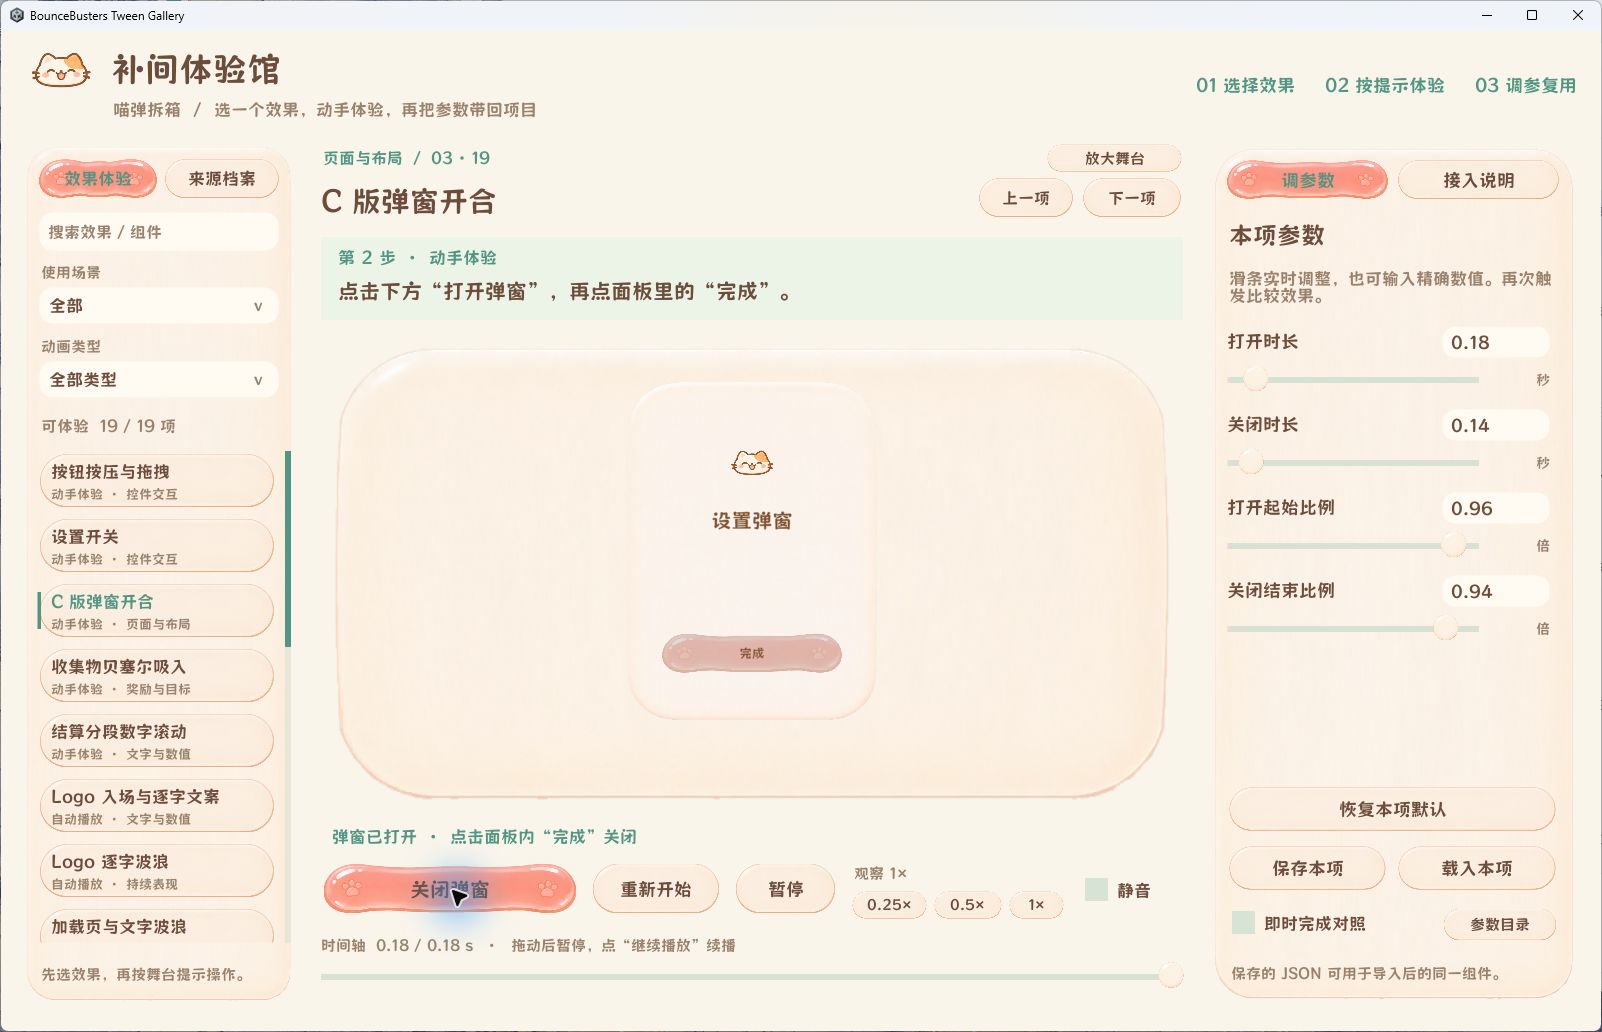 BounceBusters Tween Gallery
补间体验馆
喵弹拆箱 / 选一个效果，动手体验，再把参数带回项目
01 选择效果 02 按提示体验 03 调参复用
效果体验 来源档案
搜索效果 / 组件
使用场景
全部 v
动画类型
全部类型 v
可体验 19 / 19 项
按钮按压与拖拽
动手体验 · 控件交互
设置开关
动手体验 · 控件交互
C 版弹窗开合
动手体验 · 页面与布局
收集物贝塞尔吸入
动手体验 · 奖励与目标
结算分段数字滚动
动手体验 · 文字与数值
Logo 入场与逐字文案
自动播放 · 文字与数值
Logo 逐字波浪
自动播放 · 持续表现
加载页与文字波浪
先选效果，再按舞台提示操作。
页面与布局 / 03 · 19
放大舞台
C 版弹窗开合
上一项 下一项
第 2 步 · 动手体验
点击下方“打开弹窗”，再点面板里的“完成”。
设置弹窗
完成
弹窗已打开 · 点击面板内“完成”关闭
关闭弹窗 重新开始 暂停
观察 1×
0.25× 0.5× 1×
静音
时间轴 0.18 / 0.18 s · 拖动后暂停，点“继续播放”续播
调参数 接入说明
本项参数
滑条实时调整，也可输入精确数值。再次触
发比较效果。
打开时长 0.18
秒
关闭时长 0.14
秒
打开起始比例 0.96
倍
关闭结束比例 0.94
倍
恢复本项默认
保存本项 载入本项
即时完成对照 参数目录
保存的 JSON 可用于导入后的同一组件。